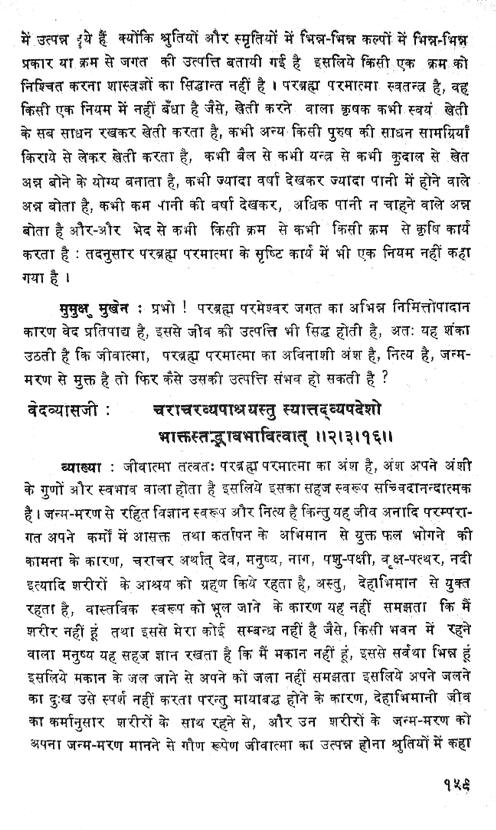 में उत्पन्न हुये हैं क्योंकि श्रुतियों और स्मृतियों में भिन्न-भिन्न कल्पों में भिन्न-भिन्न
प्रकार या क्रम से जगत की उत्पत्ति बतायी गई है इसलिये किसी एक क्रम को
निश्चित करना शास्त्रज्ञों का सिद्धान्त नहीं है। परब्रह्म परमात्मा स्वतन्त्र है, वह
किसी एक नियम में नहीं बँधा है जैसे, खेती करने वाला कृषक कभी स्वयं खेती
के सब साधन रखकर खेती करता है, कभी अन्य किसी पुरुष की साधन सामग्रियाँ
किराये से लेकर खेती करता है, कभी बैल से कभी यन्त्र से कभी कुदाल से खेत
अन्न बोने के योग्य बनाता है, कभी ज्यादा वर्षा देखकर ज्यादा पानी में होने वाले
अन्न बोता है, कभी कम पानी की वर्षा देखकर, अधिक पानी न चाहने वाले अन्न
बोता है और-और भेद से कभी किसी क्रम से कभी किसी क्रम से कृषि कार्य
करता है : तदनुसार परब्रह्म परमात्मा के सृष्टि कार्य में भी एक नियम नहीं कहा
गया है।
मुमुक्षु मुखेन : प्रभो ! परब्रह्म परमेश्वर जगत का अभिन्न निमित्तोपादान
कारण वेद प्रतिपाद्य है, इससे जीव की उत्पत्ति भी सिद्ध होती है, अतः यह शंका
उठती है कि जीवात्मा, परब्रह्म परमात्मा का अविनाशी अंश है, नित्य है, जन्म-
मरण से मुक्त है तो फिर कैसे उसकी उत्पत्ति संभव हो सकती है ?
वेदव्यासजी : चराचरव्यपाश्रयस्तु स्यात्तद्व्यपदेशो
भाक्तस्तद्भावभावित्वात् ॥२।३।१६॥
व्याख्या : जीवात्मा तत्वतः परब्रह्म परमात्मा का अंश है, अंश अपने अंशी
के गुणों और स्वभाव वाला होता है इसलिये इसका सहज स्वरूप सच्चिदानन्दात्मक
है। जन्म-मरण से रहित विज्ञान स्वरूप और नित्य है किन्तु यह जीव अनादि परम्परा-
गत अपने कर्मों में आसक्त तथा कर्तापन के अभिमान से युक्त फल भोगने की
कामना के कारण, चराचर अर्थात् देव, मनुष्य, नाग, पशु-पक्षी, वृक्ष-पत्थर, नदी
इत्यादि शरीरों के आश्रय को ग्रहण किये रहता है, अस्तु, देहाभिमान से युक्त
रहता है, वास्तविक स्वरूप को भूल जाने के कारण यह नहीं समझता कि मैं
शरीर नहीं हूं तथा इससे मेरा कोई सम्बन्ध नहीं है जैसे, किसी भवन में रहने
वाला मनुष्य यह सहज ज्ञान रखता है कि मैं मकान नहीं हूं, इससे सर्वथा भिन्न हूं
इसलिये मकान के जल जाने से अपने को जला नहीं समझता इसलिये अपने जलने
का दुःख उसे स्पर्श नहीं करता परन्तु मायाबद्ध होने के कारण, देहाभिमानी जीव
का कर्मानुसार शरीरों के साथ रहने से, और उन शरीरों के जन्म-मरण को
अपना जन्म-मरण मानने से गौण रूपेण जीवात्मा का उत्पन्न होना श्रुतियों में कहा
१५९